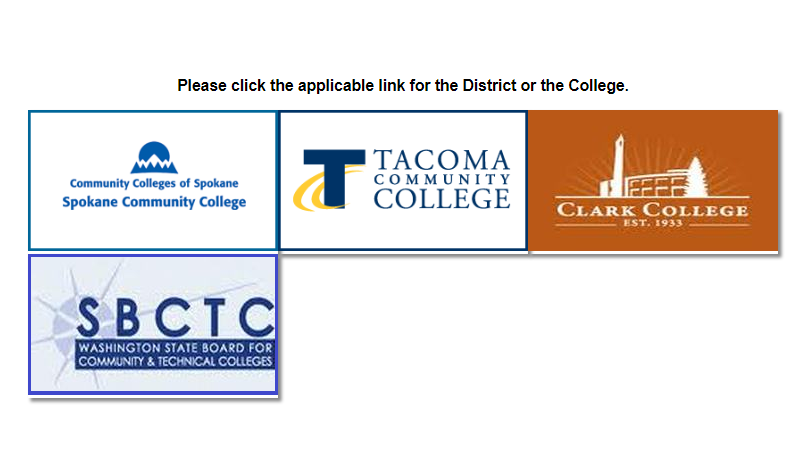 Please click the applicable link for the District or the College.
Community Colleges of Spokane
Spokane Community College
T TACOMA
COMMUNITY
COLLEGE
CLARK COLLEGE
EST. 1933
SBCTC
WASHINGTON STATE BOARD FOR
COMMUNITY & TECHNICAL COLLEGES